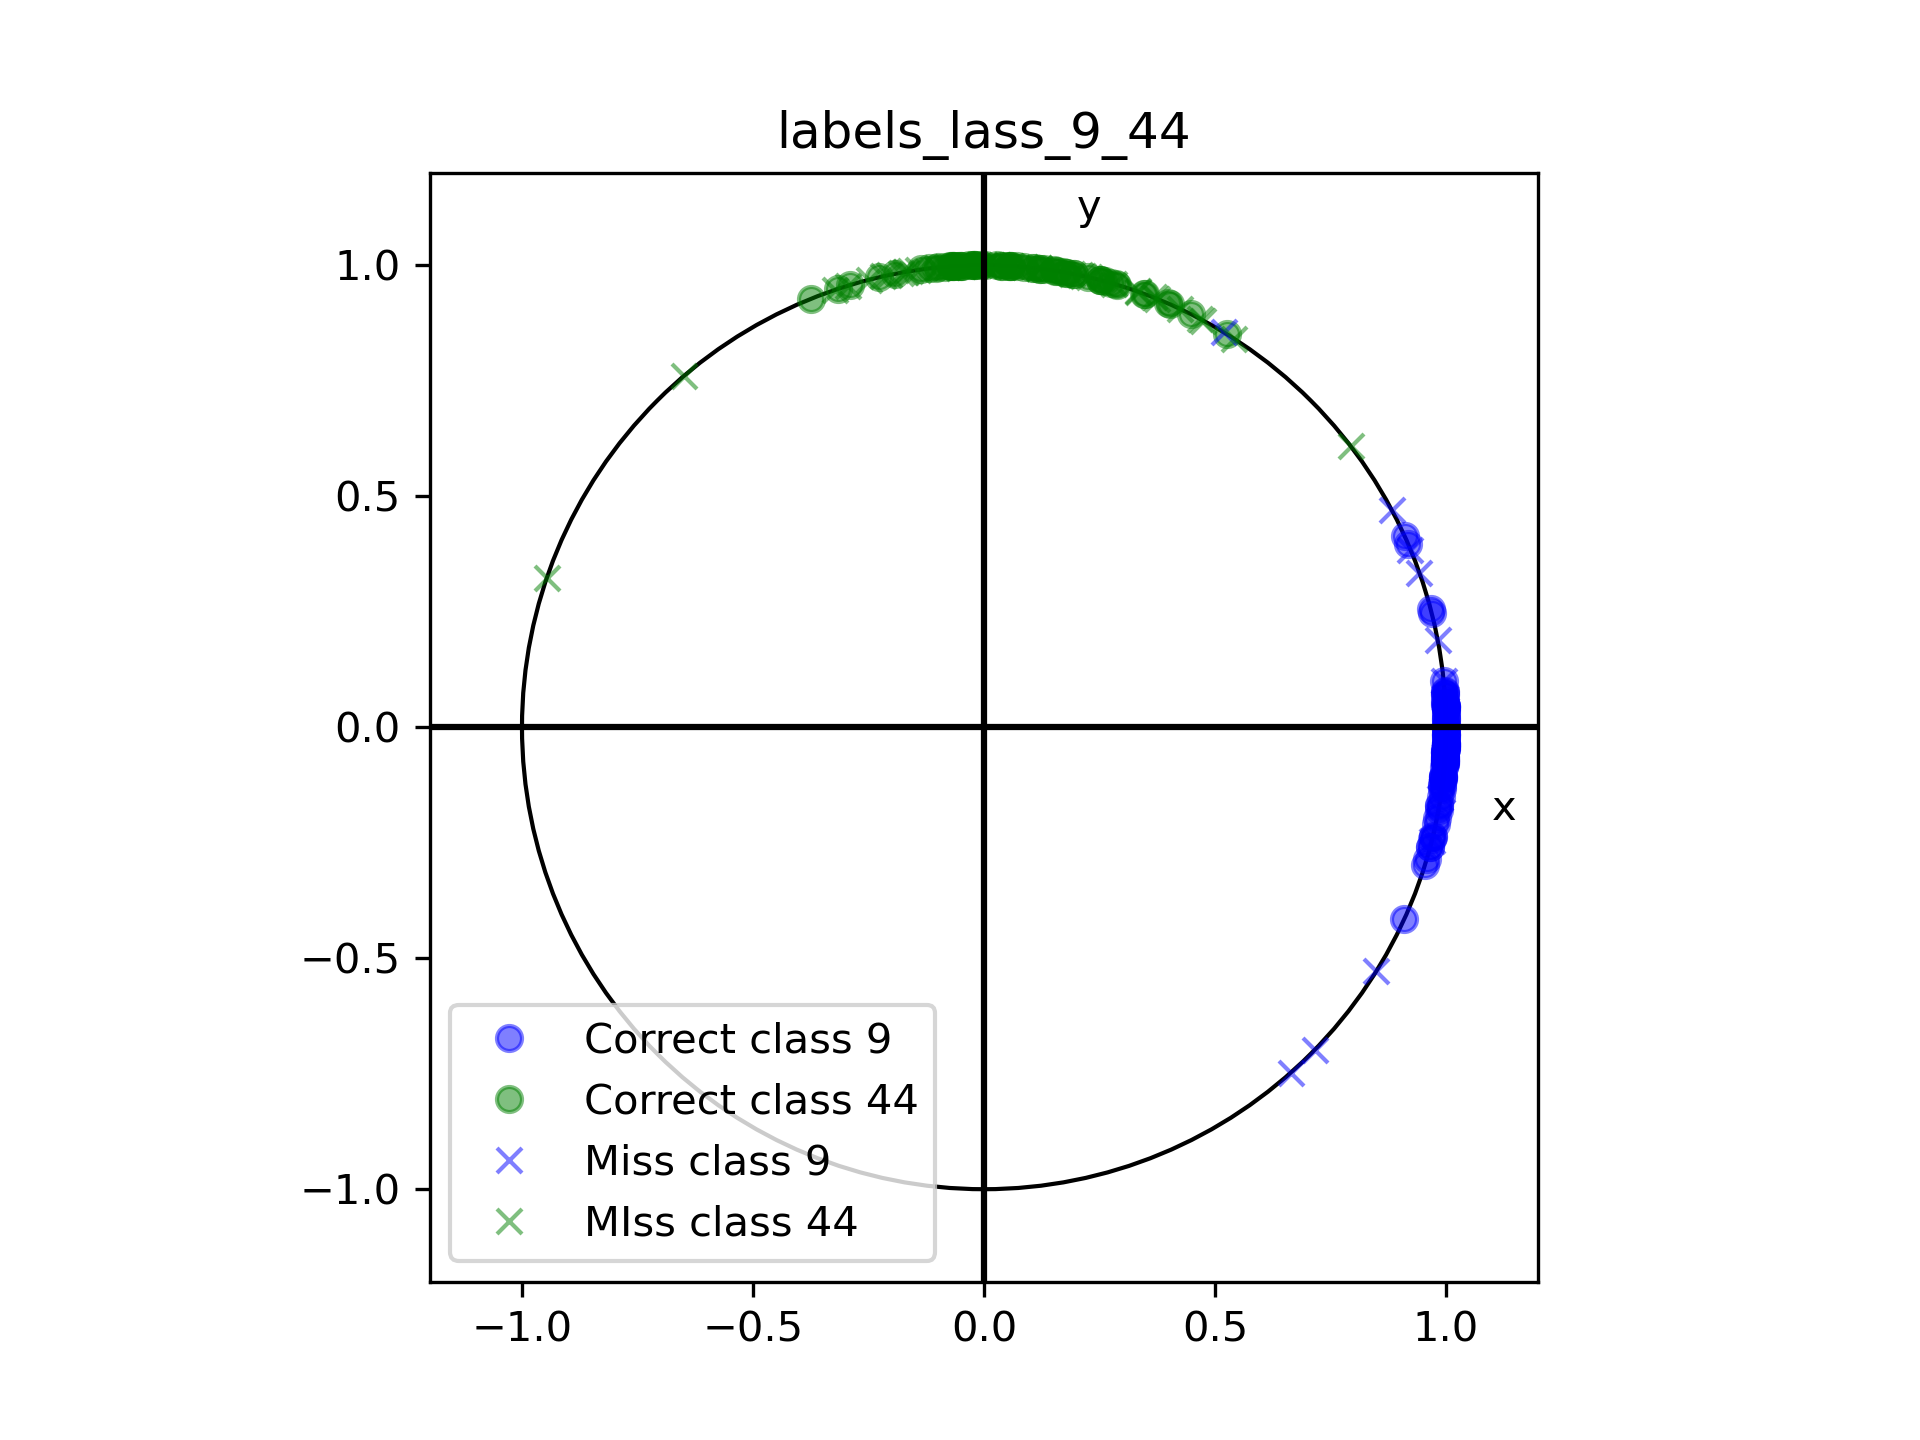 labels_lass_9_44
y
1.0
0.5
0.0
x
−0.5
Correct class 9
Correct class 44
Miss class 9
−1.0
MIss class 44
−1.0 −0.5 0.0 0.5 1.0